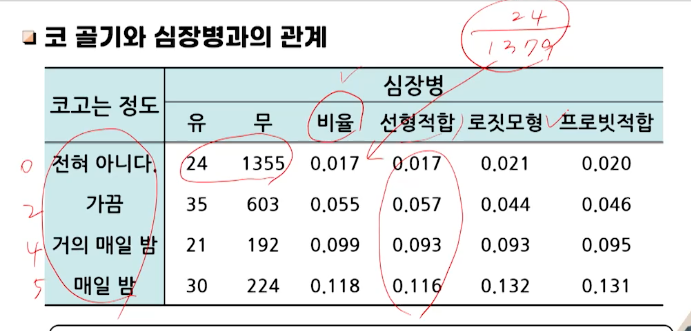 코 골기와 심장병과의 관계
24
1379
코고는 정도 심장병
유 무 비율 선형적합 로짓모형 프로빗적합
0 전혀 아니다. 24 1355 0.017 0.017 0.021 0.020
2 가끔 35 603 0.055 0.057 0.044 0.046
4 거의 매일 밤 21 192 0.099 0.093 0.093 0.095
5 매일 밤 30 224 0.118 0.116 0.132 0.131